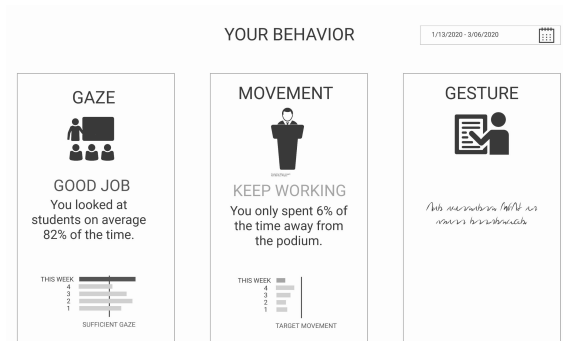 YOUR BEHAVIOR
1/13/2020 - 3/06/2020
GAZE
GOOD JOB
You looked at
students on average
82% of the time.
THIS WEEK
4
3
2
1
SUFFICIENT GAZE
MOVEMENT
KEEP WORKING
You only spent 6% of
the time away from
the podium.
THIS WEEK
4
3
2
1
TARGET MOVEMENT
GESTURE